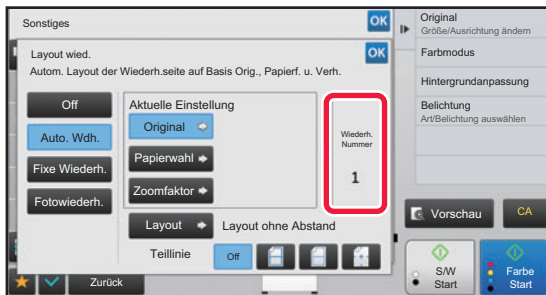 Sonstiges
OK
Layout wied.
OK
Autom. Layout der Wiederh.seite auf Basis Orig., Papierf. u. Verh.
Off
Auto. Wdh.
Fixe Wiederh.
Fotowiederh.
Aktuelle Einstellung
Original
Papierwahl
Zoomfaktor
Wiederh.
Nummer
1
Layout
Layout ohne Abstand
Teillinie
Off
Zurück
Original
Größe/Ausrichtung ändern
Farbmodus
Hintergrundanpassung
Belichtung
Art/Belichtung auswählen
Vorschau
CA
S/W
Start
Farbe
Start